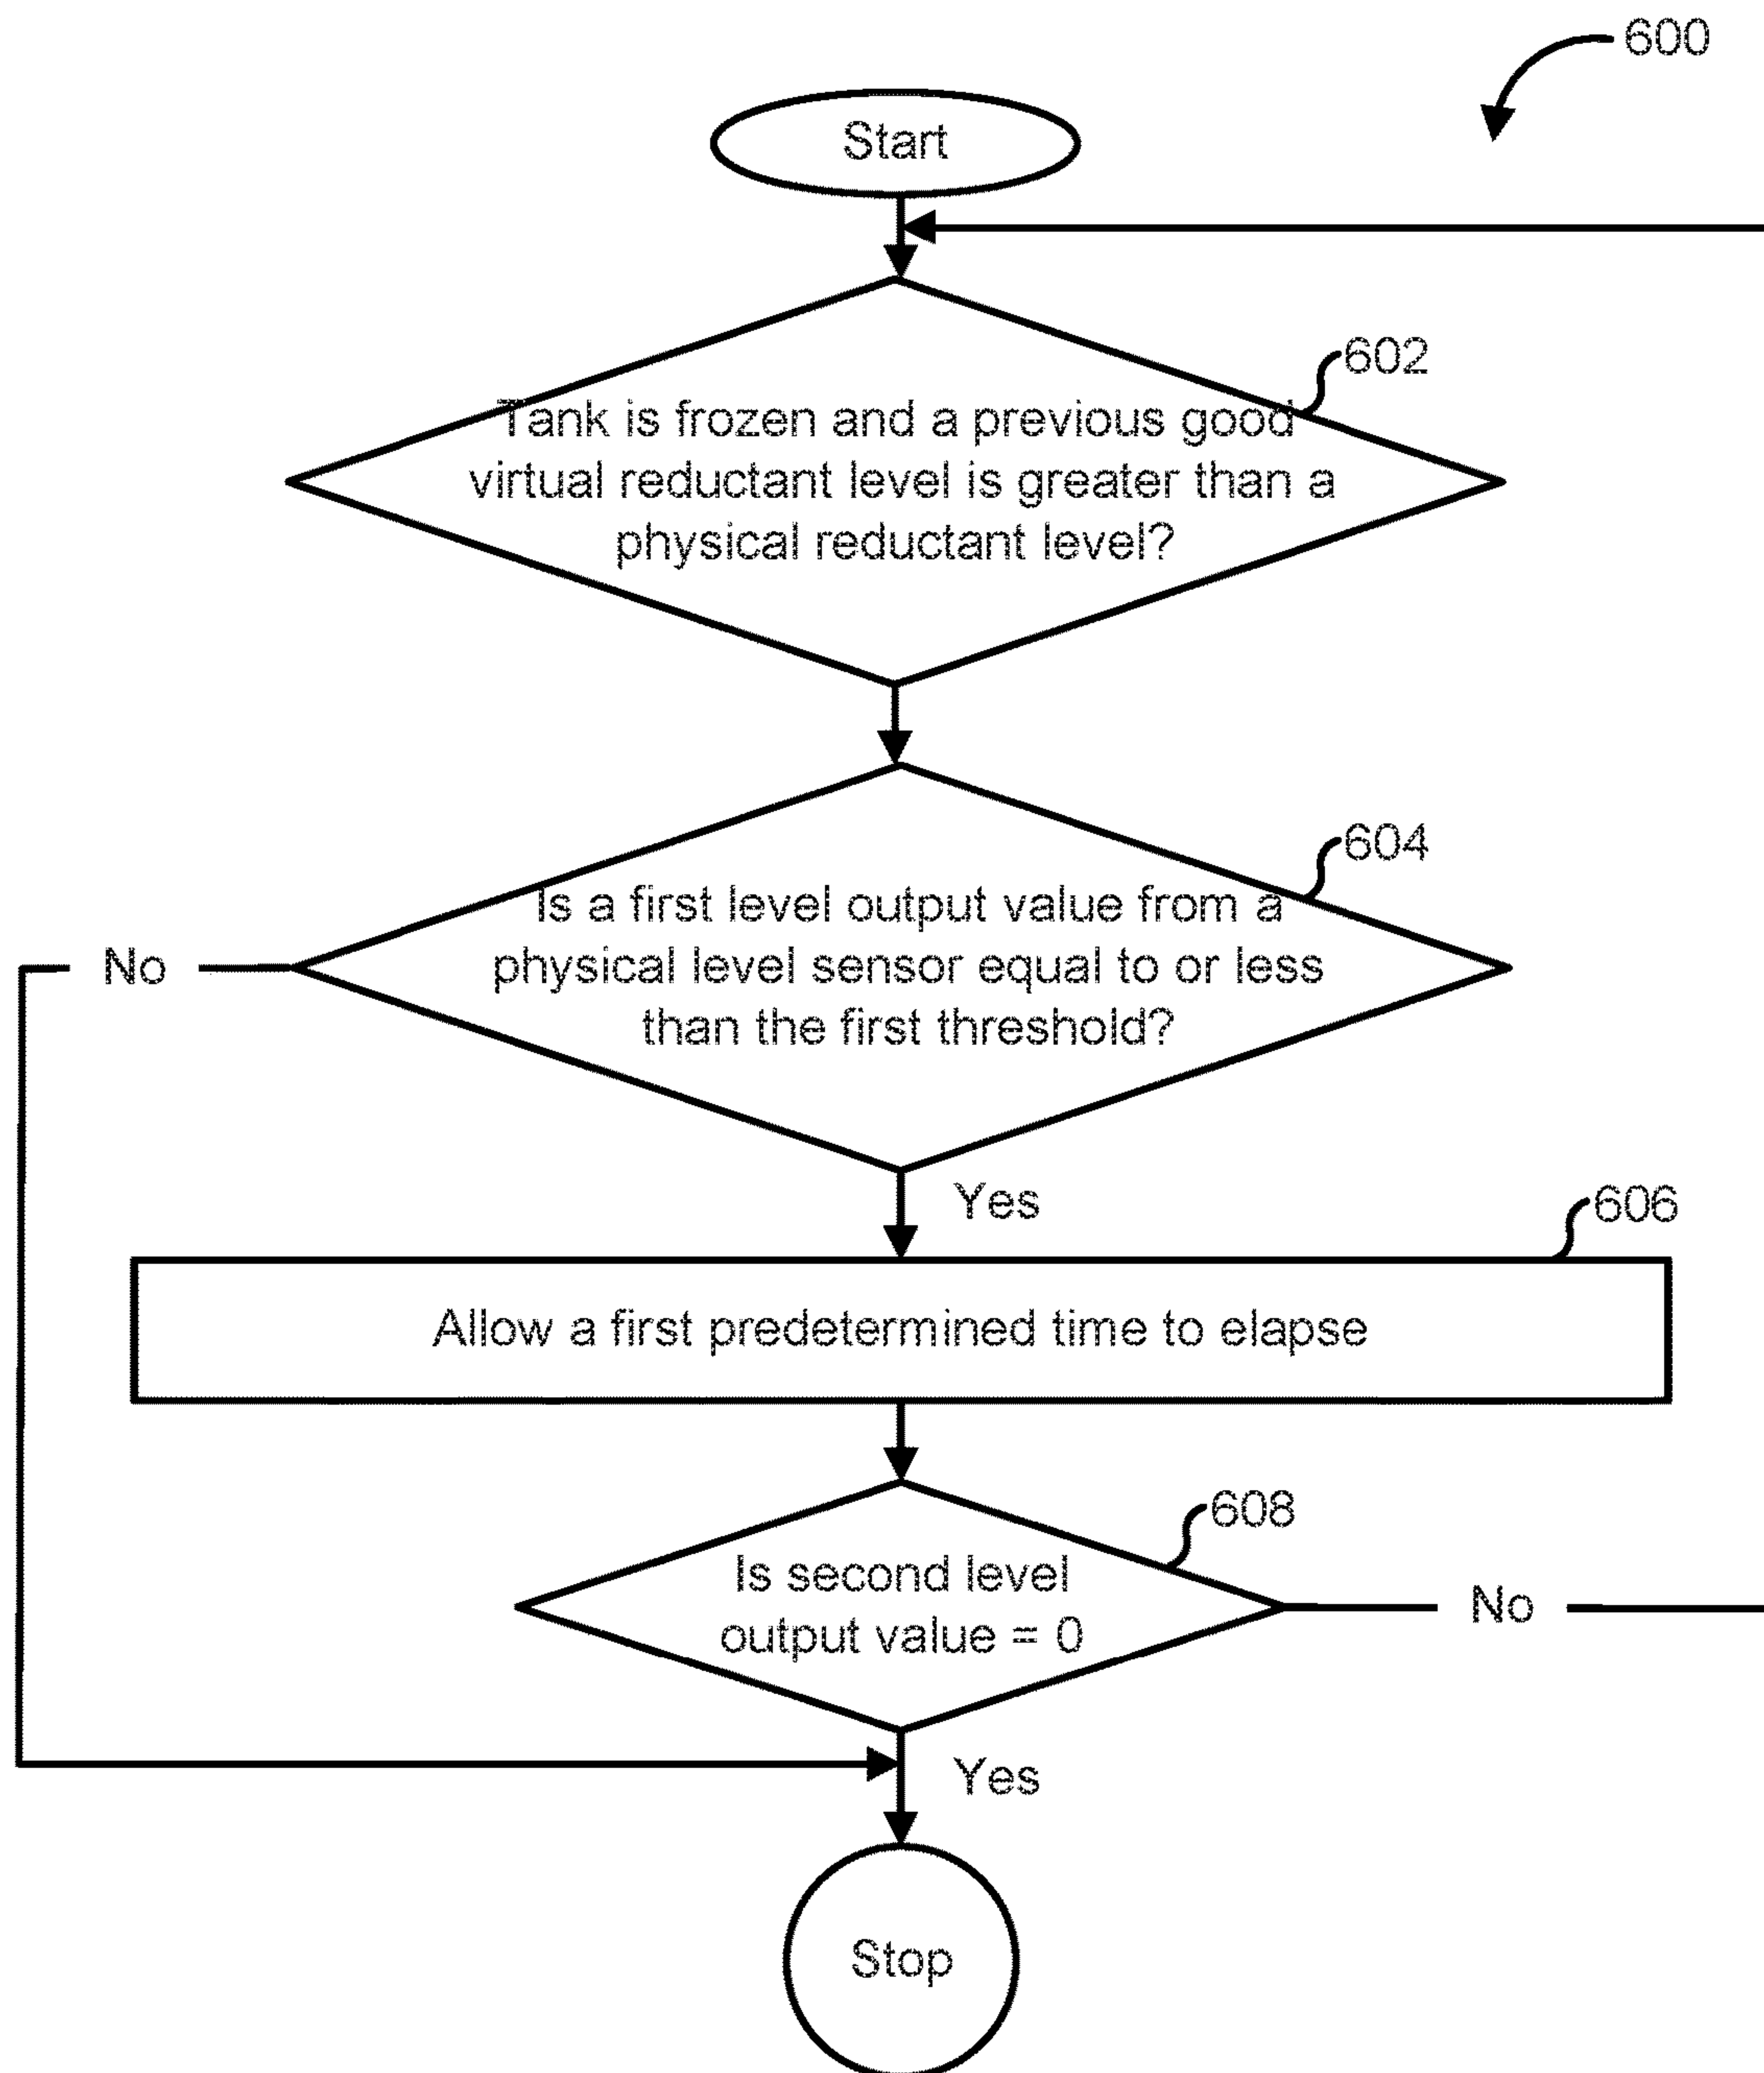 600
Start
602
Tank is frozen and a previous good
virtual reductant level is greater than a
physical reductant level?
604
Is a first level output value from a
physical level sensor equal to or less
than the first threshold?
No
Yes
606
Allow a first predetermined time to elapse
608
Is second level
output value = 0
No
Yes
Stop